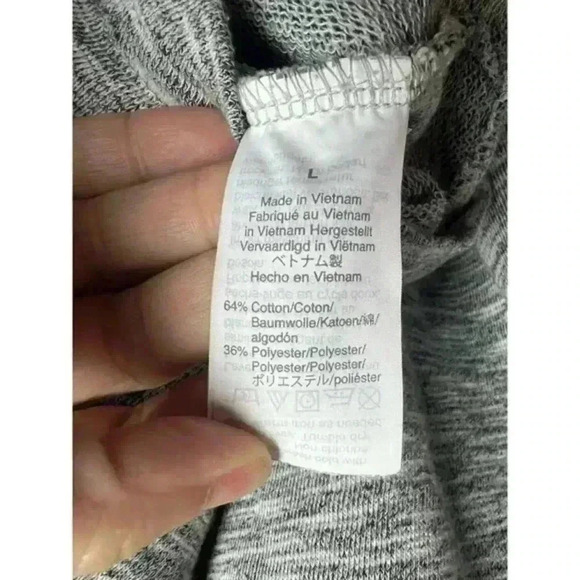 L
Made in Vietnam
Fabriqué au Vietnam
in Vietnam Hergestellt
Vervaardigd in Viëtnam
ベトナム製
Hecho en Vietnam
64% Cotton/Coton/
Baumwolle/Katoen/綿/
algodón
36% Polyester/Polyester/
Polyester/Polyester/
ポリエステル/poliéster